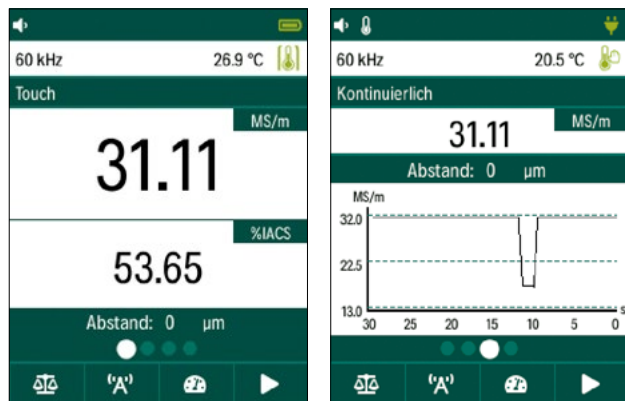 60 kHz 26.9 °C
Touch
MS/m
31.11
%IACS
53.65
Abstand: 0 µm
A
60 kHz 20.5 °C
Kontinuierlich
MS/m
31.11
Abstand: 0 µm
MS/m
32.0
22.5
13.0
30 25 20 15 10 5 0 s
A